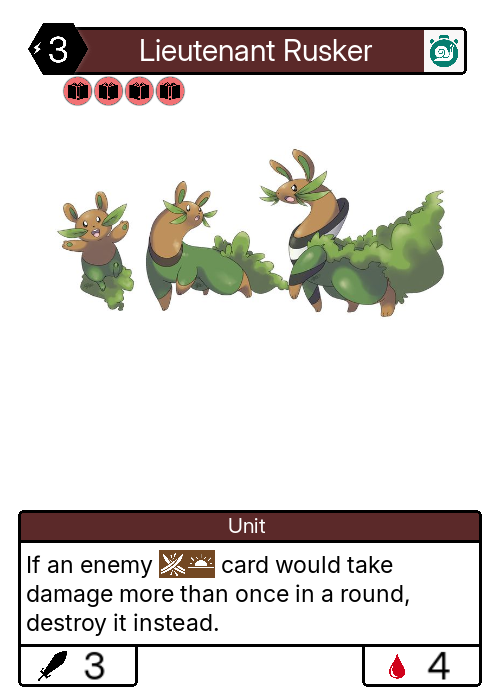 3
Lieutenant Rusker
Unit
If an enemy card would take
damage more than once in a round,
destroy it instead.
3
4